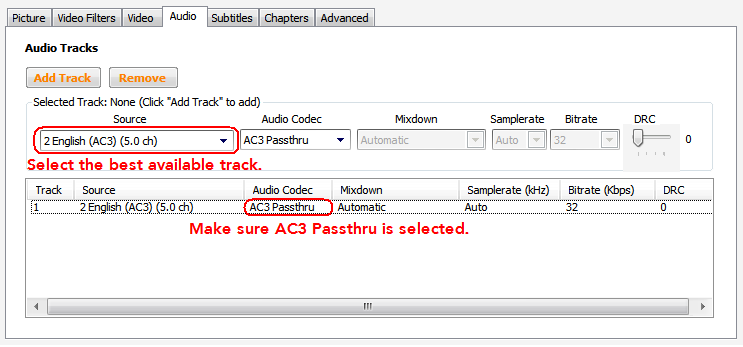 Picture Video Filters Video Audio Subtitles Chapters Advanced
Audio Tracks
Add Track Remove
Selected Track: None (Click "Add Track" to add)
Source Audio Codec Mixdown Samplerate Bitrate DRC
2 English (AC3) (5.0 ch) AC3 Passthru Automatic Auto 32 0
Select the best available track.
Track Source Audio Codec Mixdown Samplerate (kHz) Bitrate (Kbps) DRC
1 2 English (AC3) (5.0 ch) AC3 Passthru Automatic Auto 32 0
Make sure AC3 Passthru is selected.